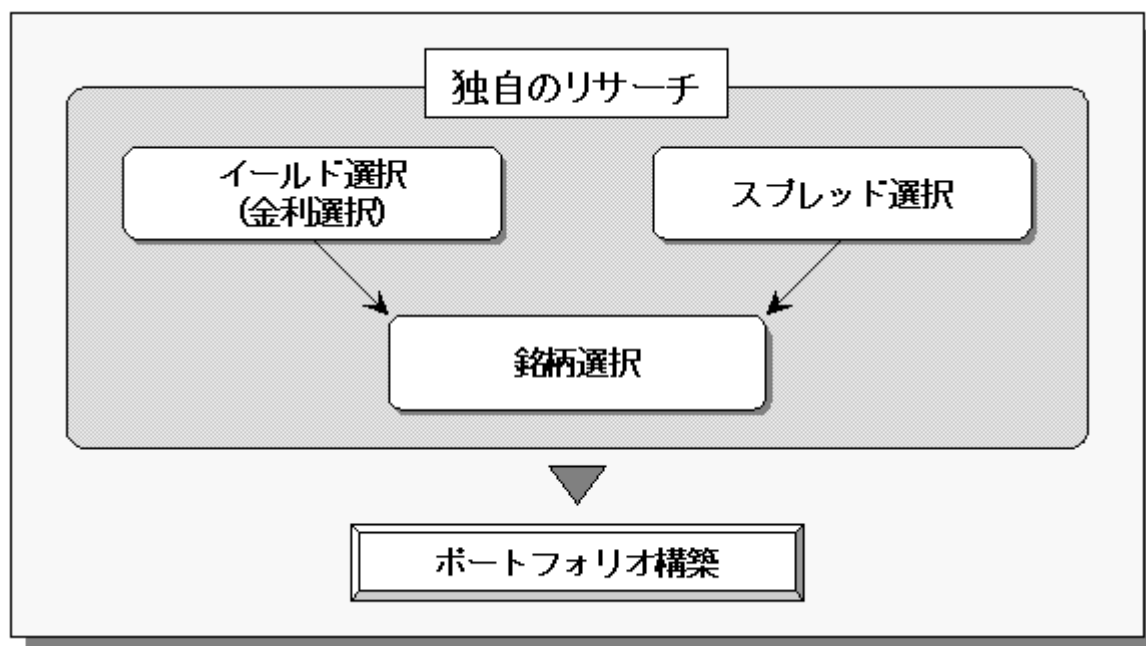 独自のリサーチ
イールド選択
(金利選択)
スプレッド選択
銘柄選択
ポートフォリオ構築